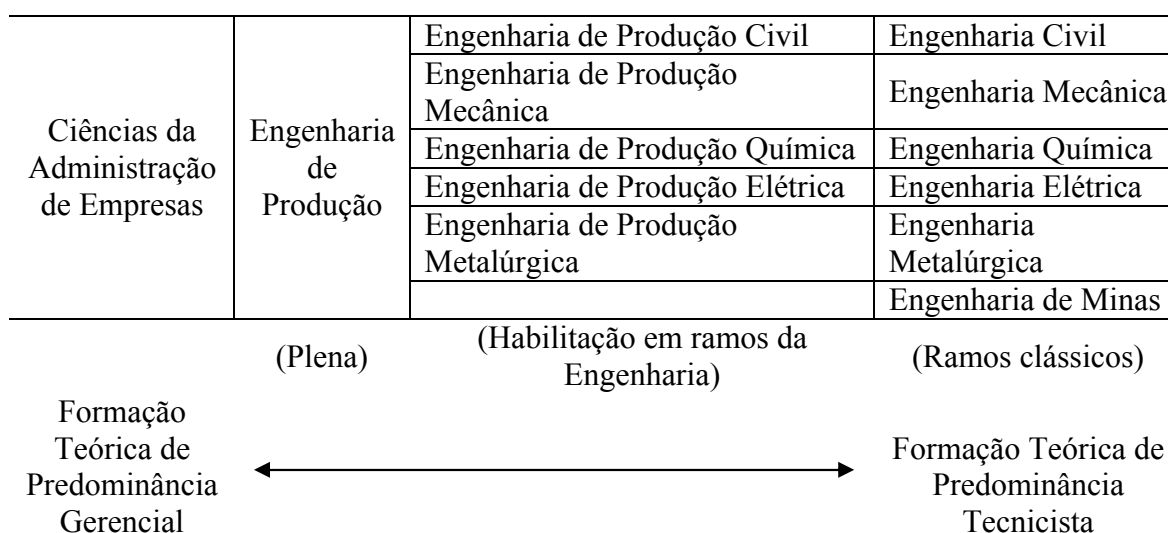 Ciências da
Administração
de Empresas
Engenharia
de
Produção
Engenharia de Produção Civil
Engenharia Civil
Engenharia de Produção
Mecânica
Engenharia Mecânica
Engenharia de Produção Química
Engenharia Química
Engenharia de Produção Elétrica
Engenharia Elétrica
Engenharia de Produção
Metalúrgica
Engenharia
Metalúrgica
Engenharia de Minas
(Plena)
(Habilitação em ramos da
Engenharia)
(Ramos clássicos)
Formação
Teórica de
Predominância
Gerencial
Formação Teórica de
Predominância
Tecnicista